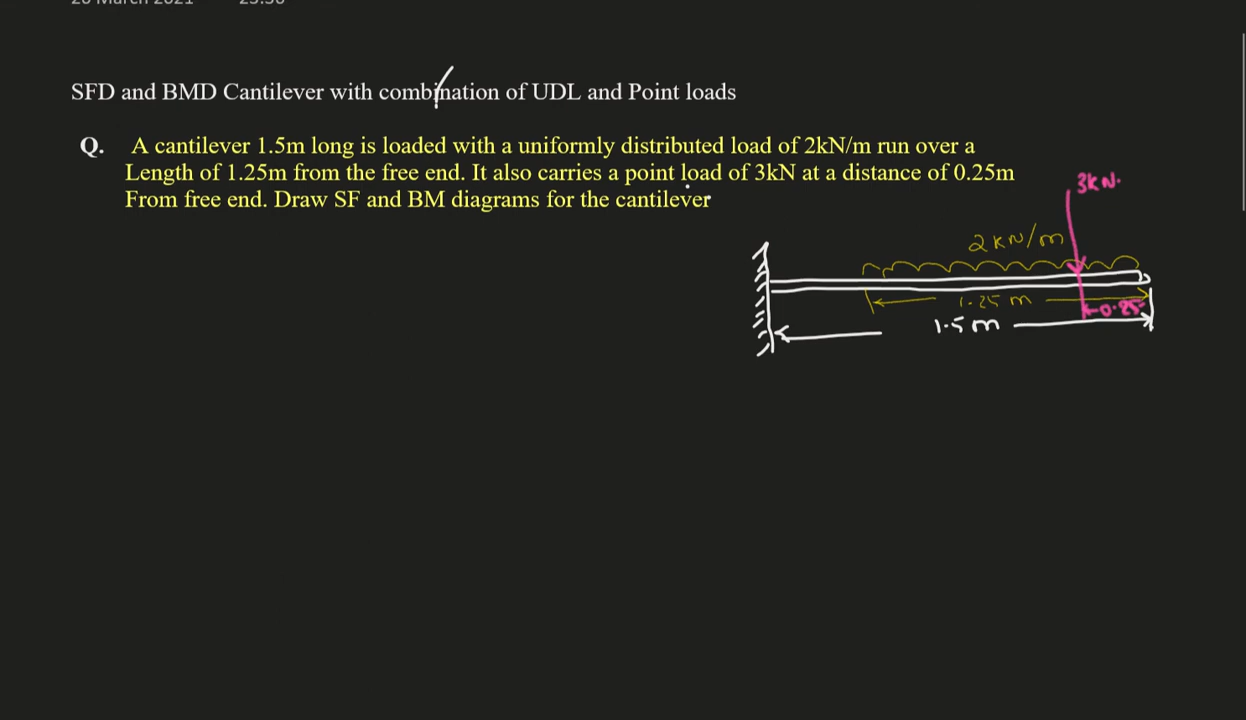 SFD and BMD Cantilever with combination of UDL and Point loads
Q. A cantilever 1.5m long is loaded with a uniformly distributed load of 2kN/m run over a
Length of 1.25m from the free end. It also carries a point load of 3kN at a distance of 0.25m
From free end. Draw SF and BM diagrams for the cantilever
3kN.
2kN/m
1.25 m
0.25
1.5m